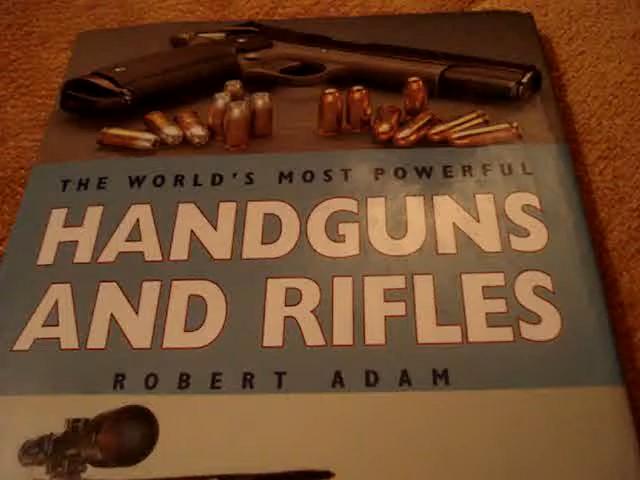 THE WORLD'S MOST POWERFUL
HANDGUNS
AND RIFLES
ROBERT ADAM